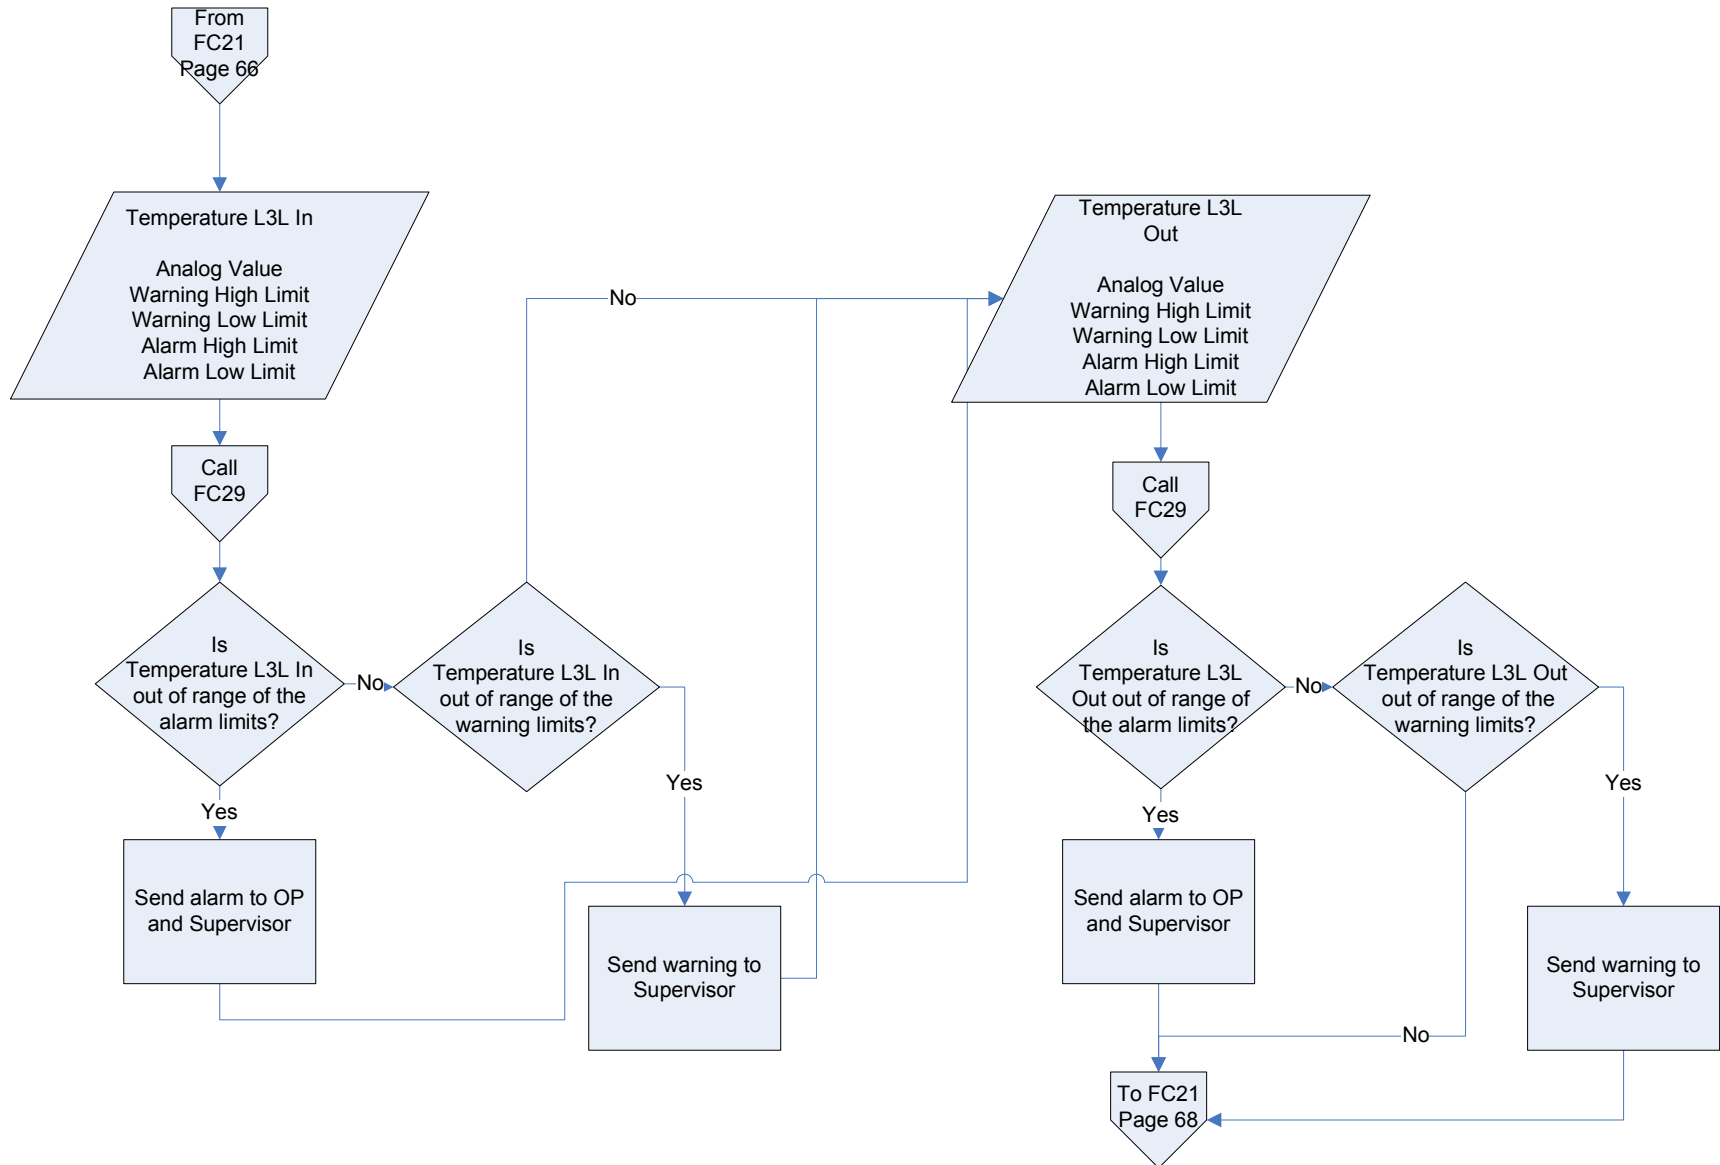 From
FC21
Page 66
Temperature L3L In
Analog Value
Warning High Limit
Warning Low Limit
Alarm High Limit
Alarm Low Limit
Call
FC29
Is
Temperature L3L In
out of range of the
alarm limits?
No
Is
Temperature L3L In
out of range of the
warning limits?
No
Yes
Send alarm to OP
and Supervisor
Yes
Send warning to
Supervisor
Temperature L3L
Out
Analog Value
Warning High Limit
Warning Low Limit
Alarm High Limit
Alarm Low Limit
Call
FC29
Is
Temperature L3L
Out out of range of
the alarm limits?
No
Is
Temperature L3L Out
out of range of the
warning limits?
Yes
Send alarm to OP
and Supervisor
Yes
Send warning to
Supervisor
No
To FC21
Page 68